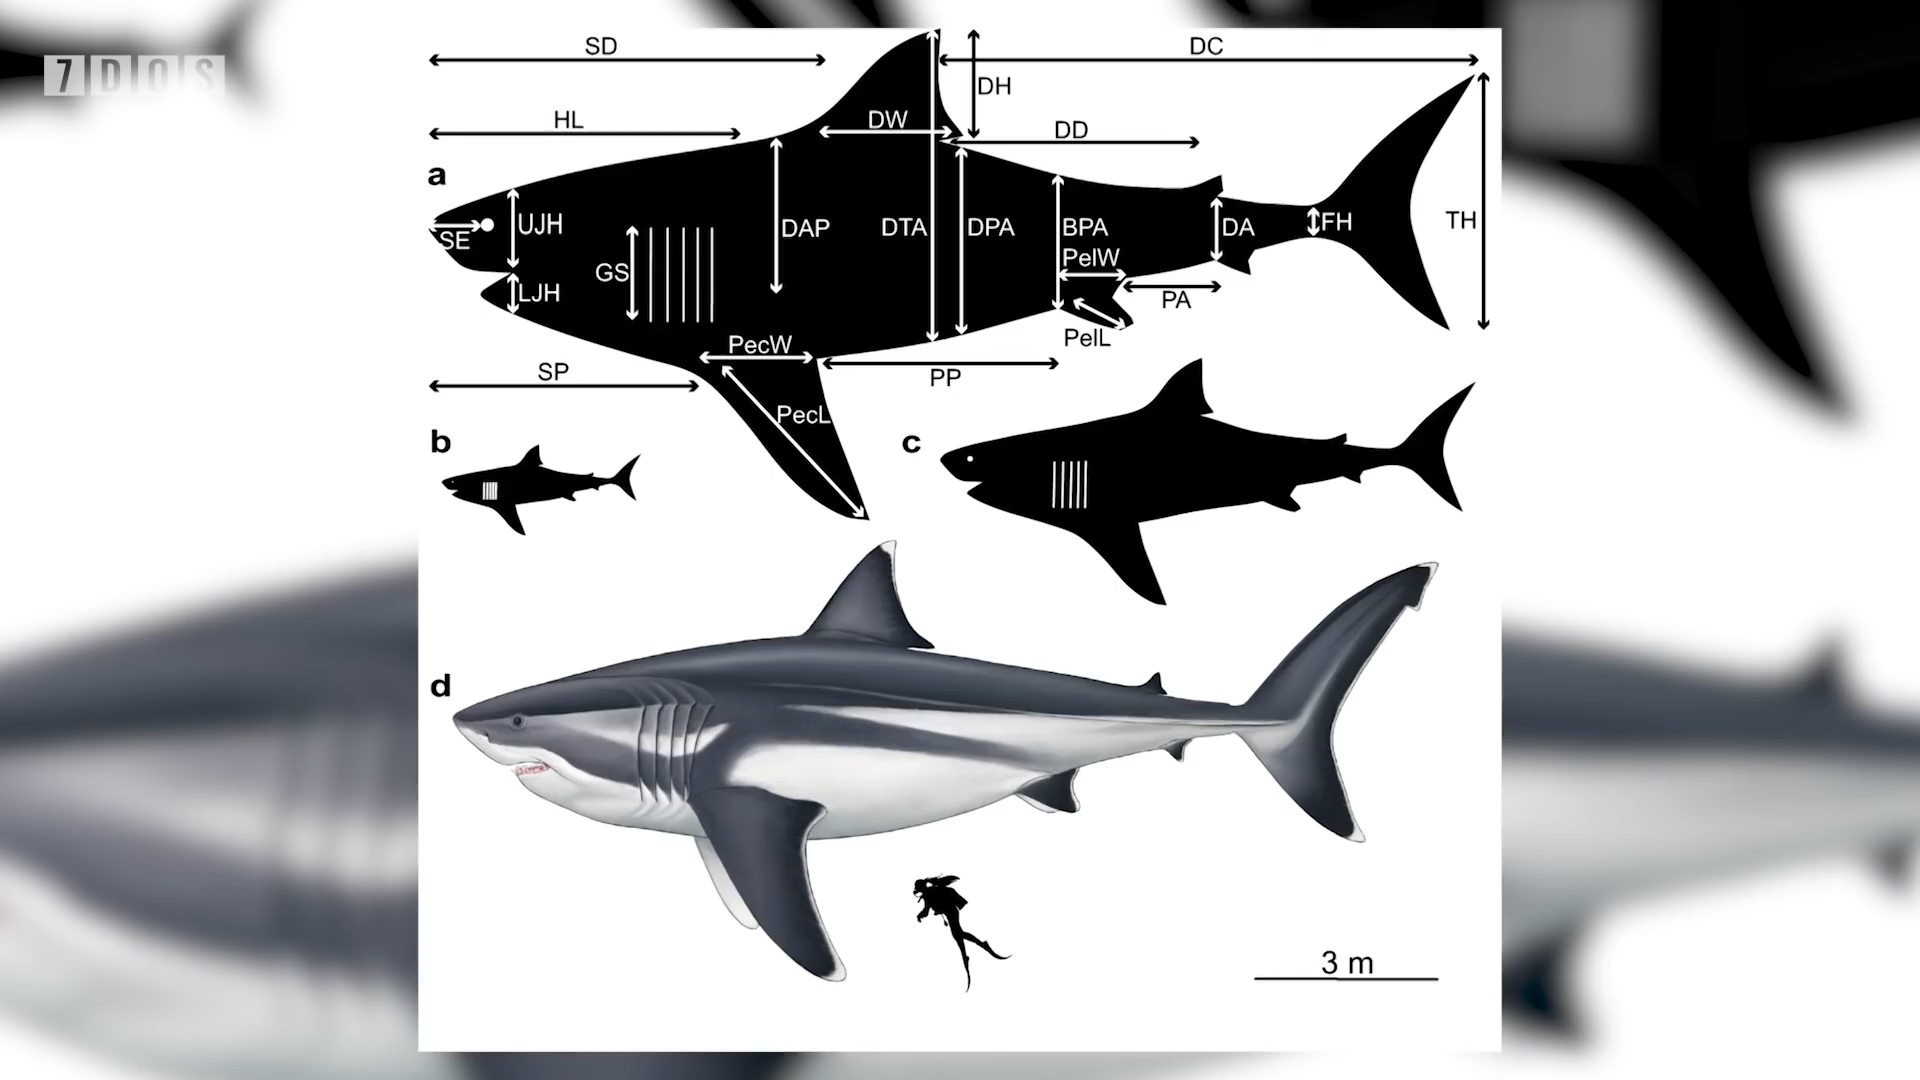 7DOS
SD
DC
DH
HL
DW
DD
a
UJH
SE
GS
LJH
DAP
DTA
DPA
BPA
DA
FH
TH
PelW
PA
PelL
PecW
PP
SP
PecL
b
c
d
3 m